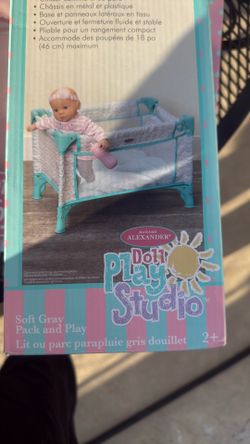 • Châssis en métal et plastique
• Base et panneaux latéraux en tissu
• Ouverture et fermeture fluide et stable
• Pliable pour un rangement compact
• Accommode des poupées de 18 po
(46 cm) maximum
MADAME
ALEXANDER®
Doll
Play
Studio™
Soft Gray
Pack and Play
Lit ou parc parapluie gris douillet
2+